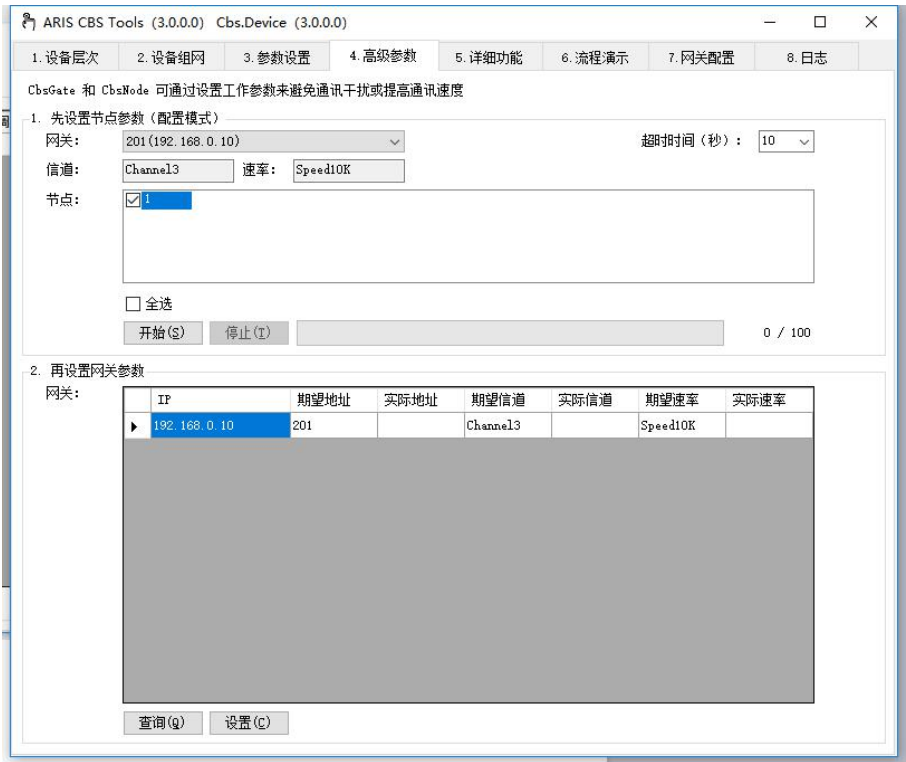 ARIS CBS Tools (3.0.0.0) Cbs.Device (3.0.0.0)
1.设备层次 2.设备组网 3.参数设置 4.高级参数 5.详细功能 6.流程演示 7.网关配置 8.日志
CbsGate 和 CbsNode 可通过设置工作参数来避免通讯干扰或提高通讯速度
1. 先设置节点参数（配置模式）
网关： 201(192.168.0.10) 超时时间（秒）： 10
信道： Channel3 速率： Speed10K
节点： 1
全选
开始(S) 停止(T) 0 / 100
2. 再设置网关参数
网关： IP 期望地址 实际地址 期望信道 实际信道 期望速率 实际速率
192.168.0.10 201 Channel3 Speed10K
查询(Q) 设置(C)